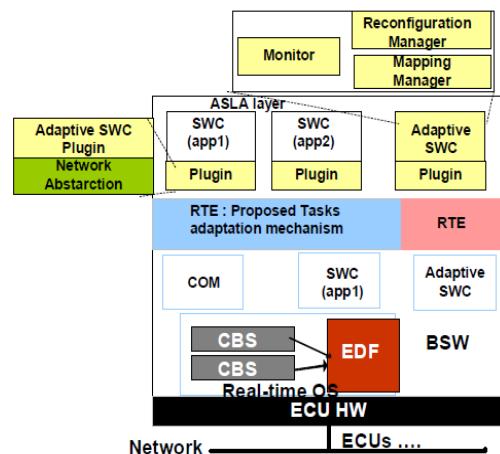 Reconfiguration
Manager
Monitor
Mapping
Manager
ASLA layer
SWC
(app1)
SWC
(app2)
Adaptive
SWC
Adaptive SWC
Plugin
Network
Abstarction
Plugin
Plugin
Plugin
RTE : Proposed Tasks
adaptation mechanism
RTE
COM
SWC
(app1)
Adaptive
SWC
CBS
CBS
EDF
BSW
Real-time OS
ECU HW
Network
ECUs ....